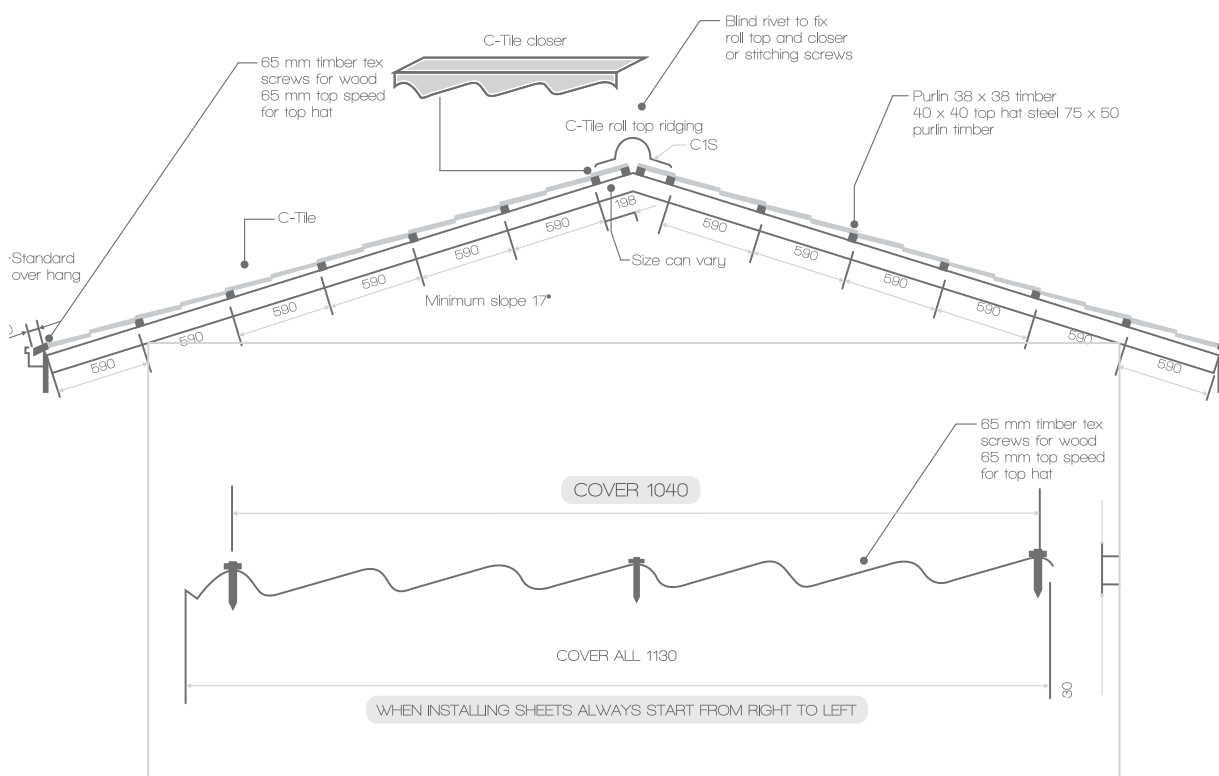 Blind rivet to fix
roll top and closer
or stitching screws
C-Tile closer
65 mm timber tex
screws for wood
65 mm top speed
for top hat
Purlin 38 x 38 timber
40 x 40 top hat steel 75 x 50
purlin timber
C-Tile roll top ridging
C1S
198
C-Tile
590
590
590
590
590
590
Standard
over hang
Size can vary
590
590
590
590
590
590
Minimum slope 17°
65 mm timber tex
screws for wood
65 mm top speed
for top hat
COVER 1040
COVER ALL 1130
30
WHEN INSTALLING SHEETS ALWAYS START FROM RIGHT TO LEFT